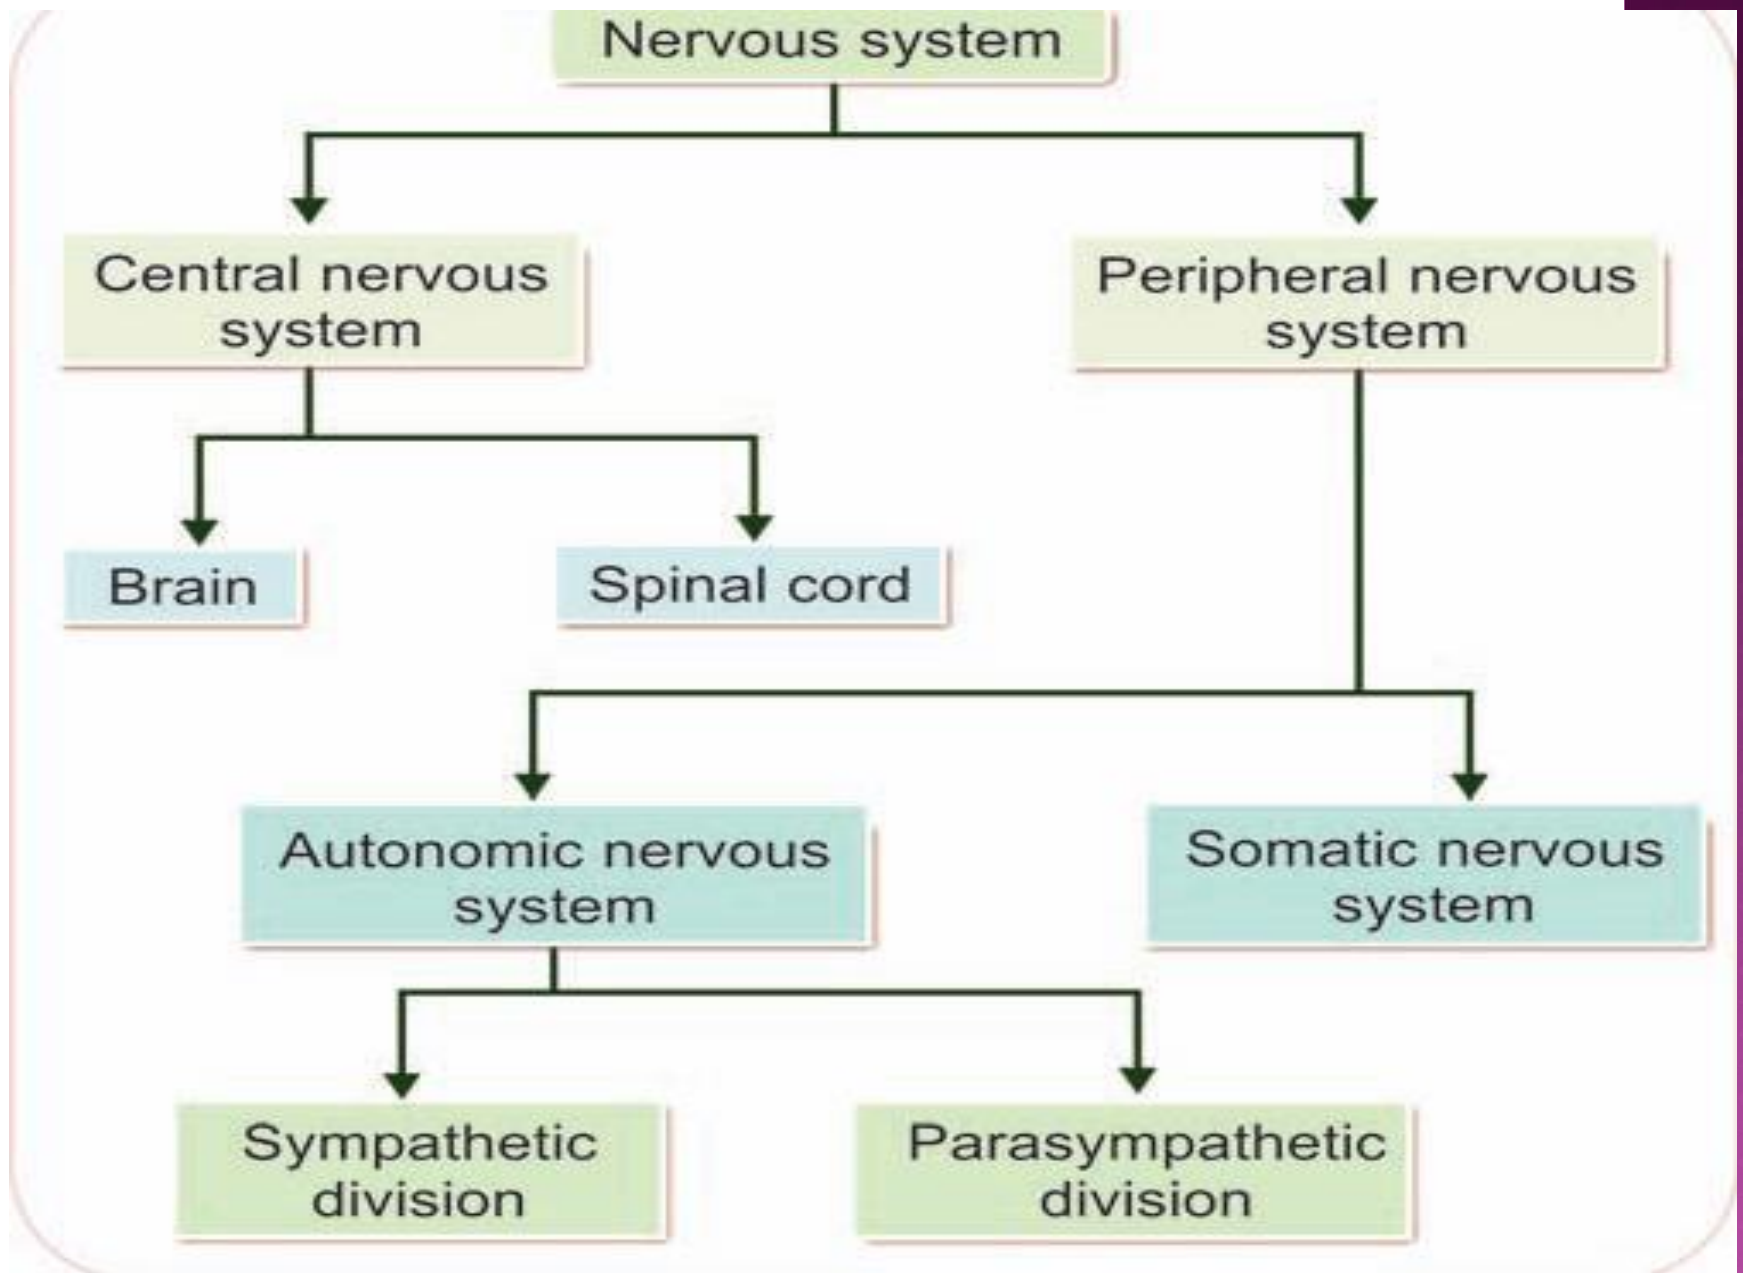 Nervous system
Central nervous
system
Peripheral nervous
system
Brain
Spinal cord
Autonomic nervous
system
Somatic nervous
system
Sympathetic
division
Parasympathetic
division